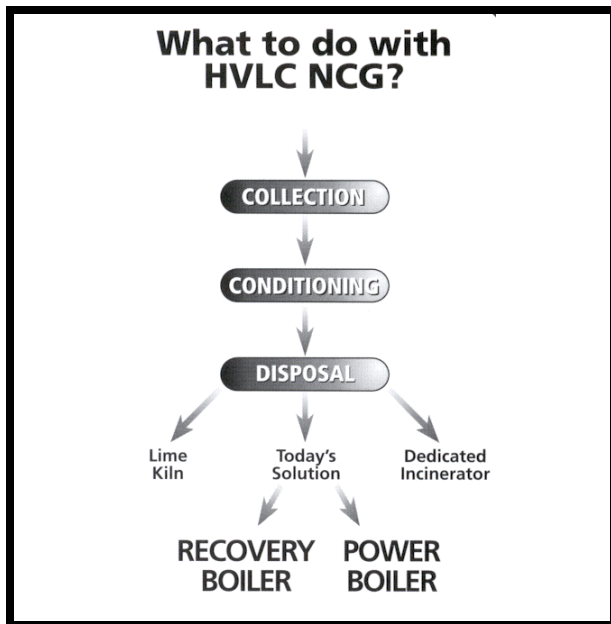 What to do with
HVLC NCG?
COLLECTION
CONDITIONING
DISPOSAL
Lime
Kiln
Today's
Solution
Dedicated
Incinerator
RECOVERY
BOILER
POWER
BOILER